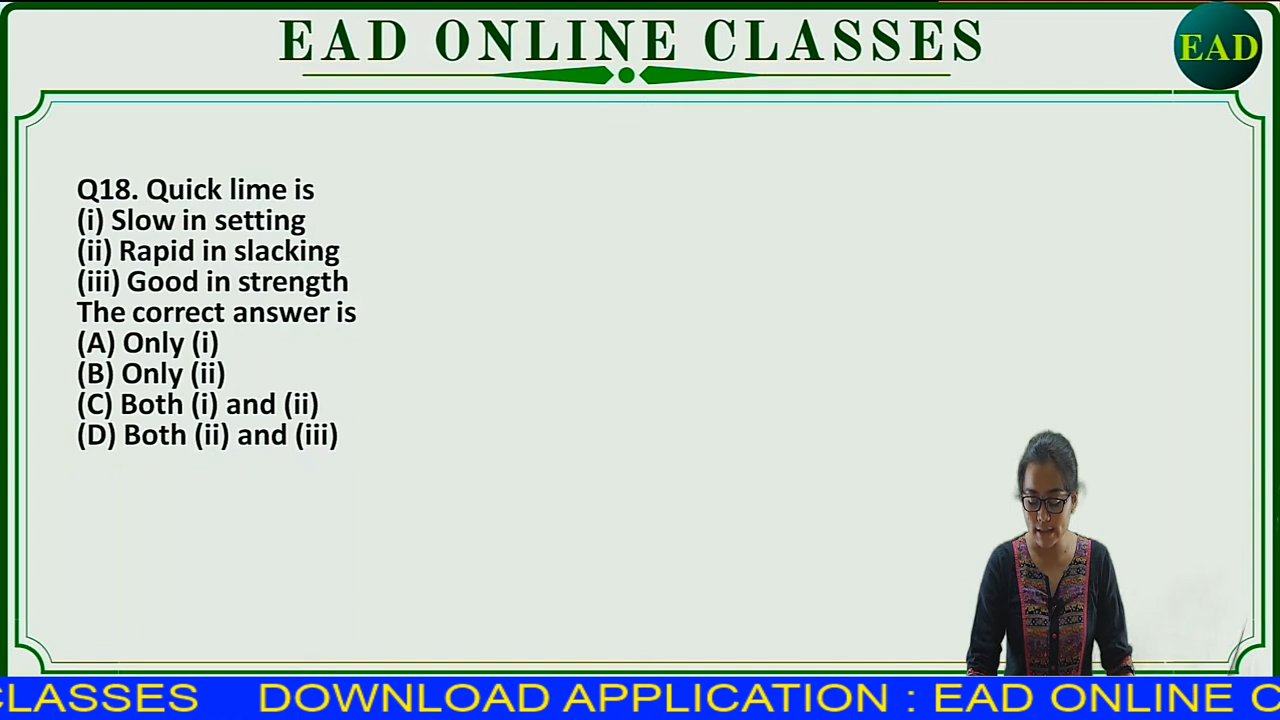 EAD ONLINE CLASSES
EAD
Q18. Quick lime is
(i) Slow in setting
(ii) Rapid in slacking
(iii) Good in strength
The correct answer is
(A) Only (i)
(B) Only (ii)
(C) Both (i) and (ii)
(D) Both (ii) and (iii)
CLASSES DOWNLOAD APPLICATION : EAD ONLINE C